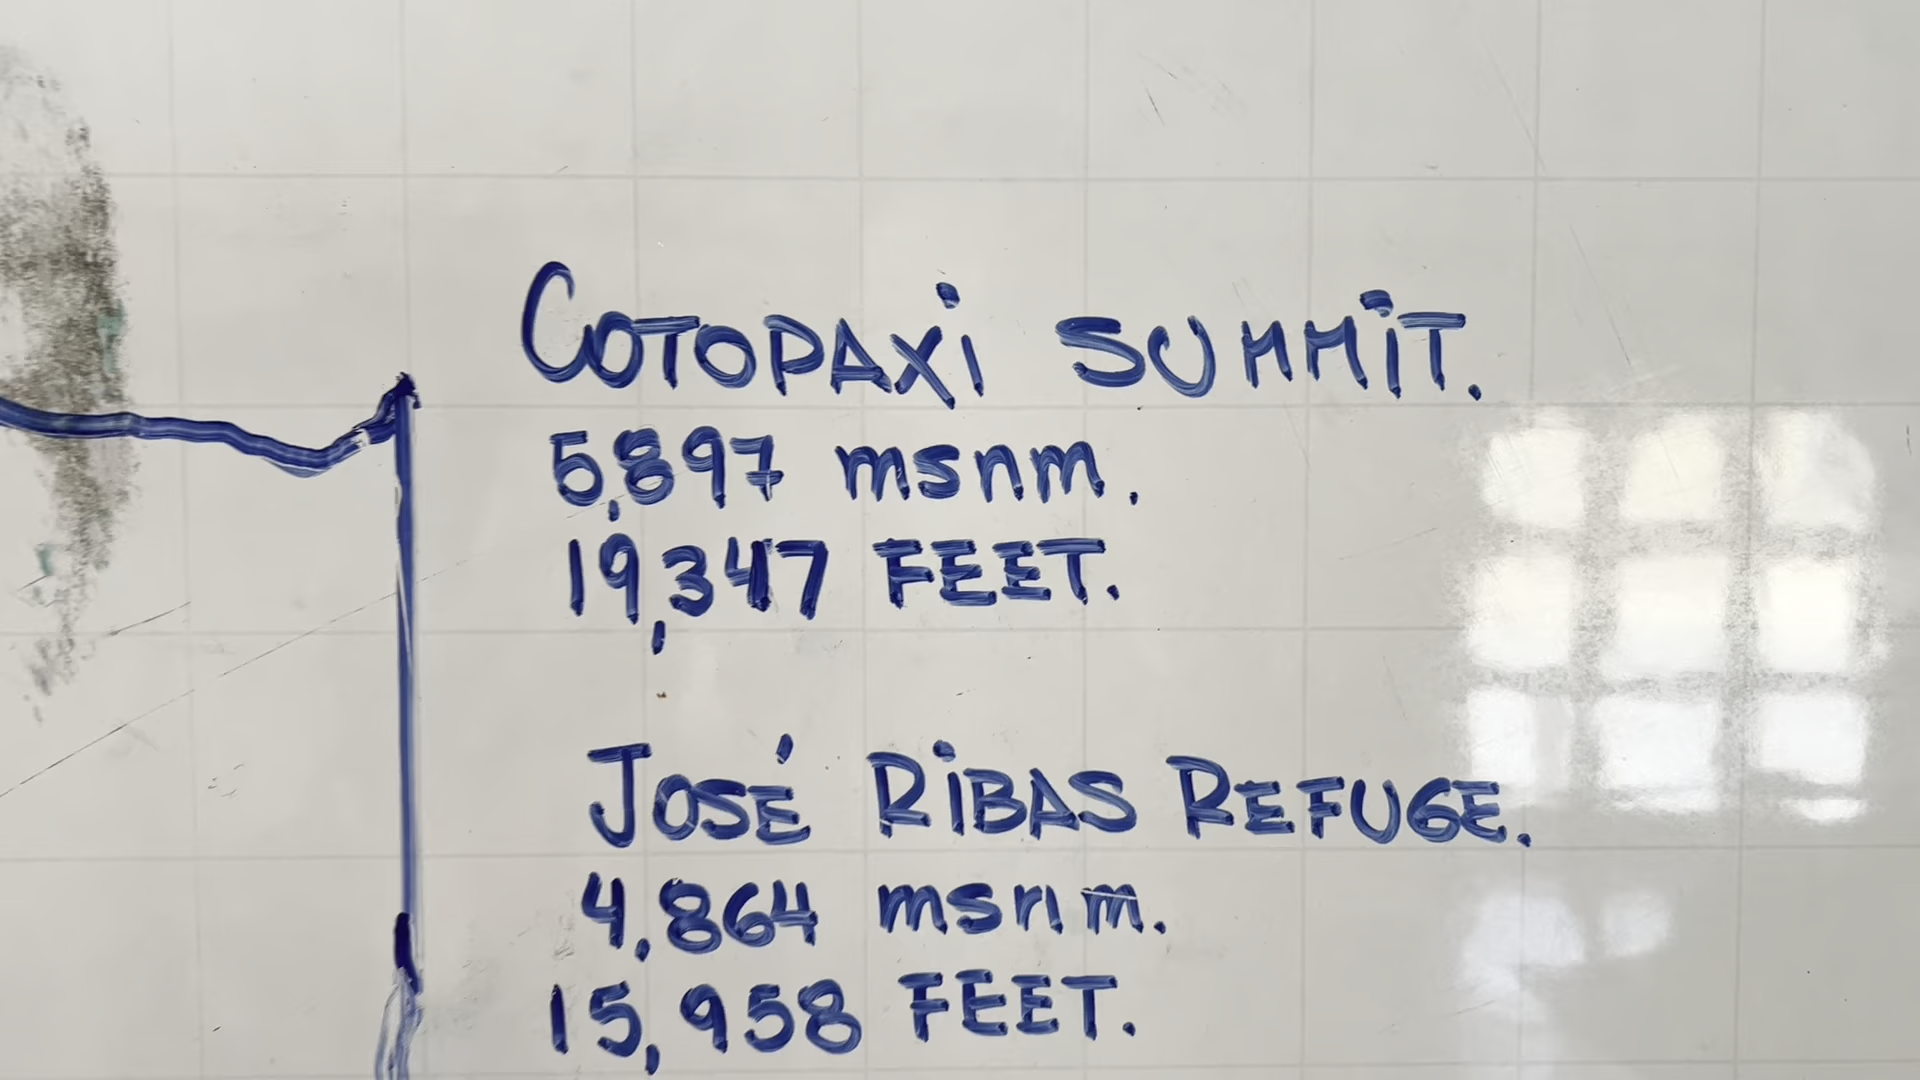 COTOPAXi SUMMiT.
5,897 msnm.
19,347 FEET.
JOSÉ RiBAS REFUGE.
4,864 msnm.
15,958 FEET.